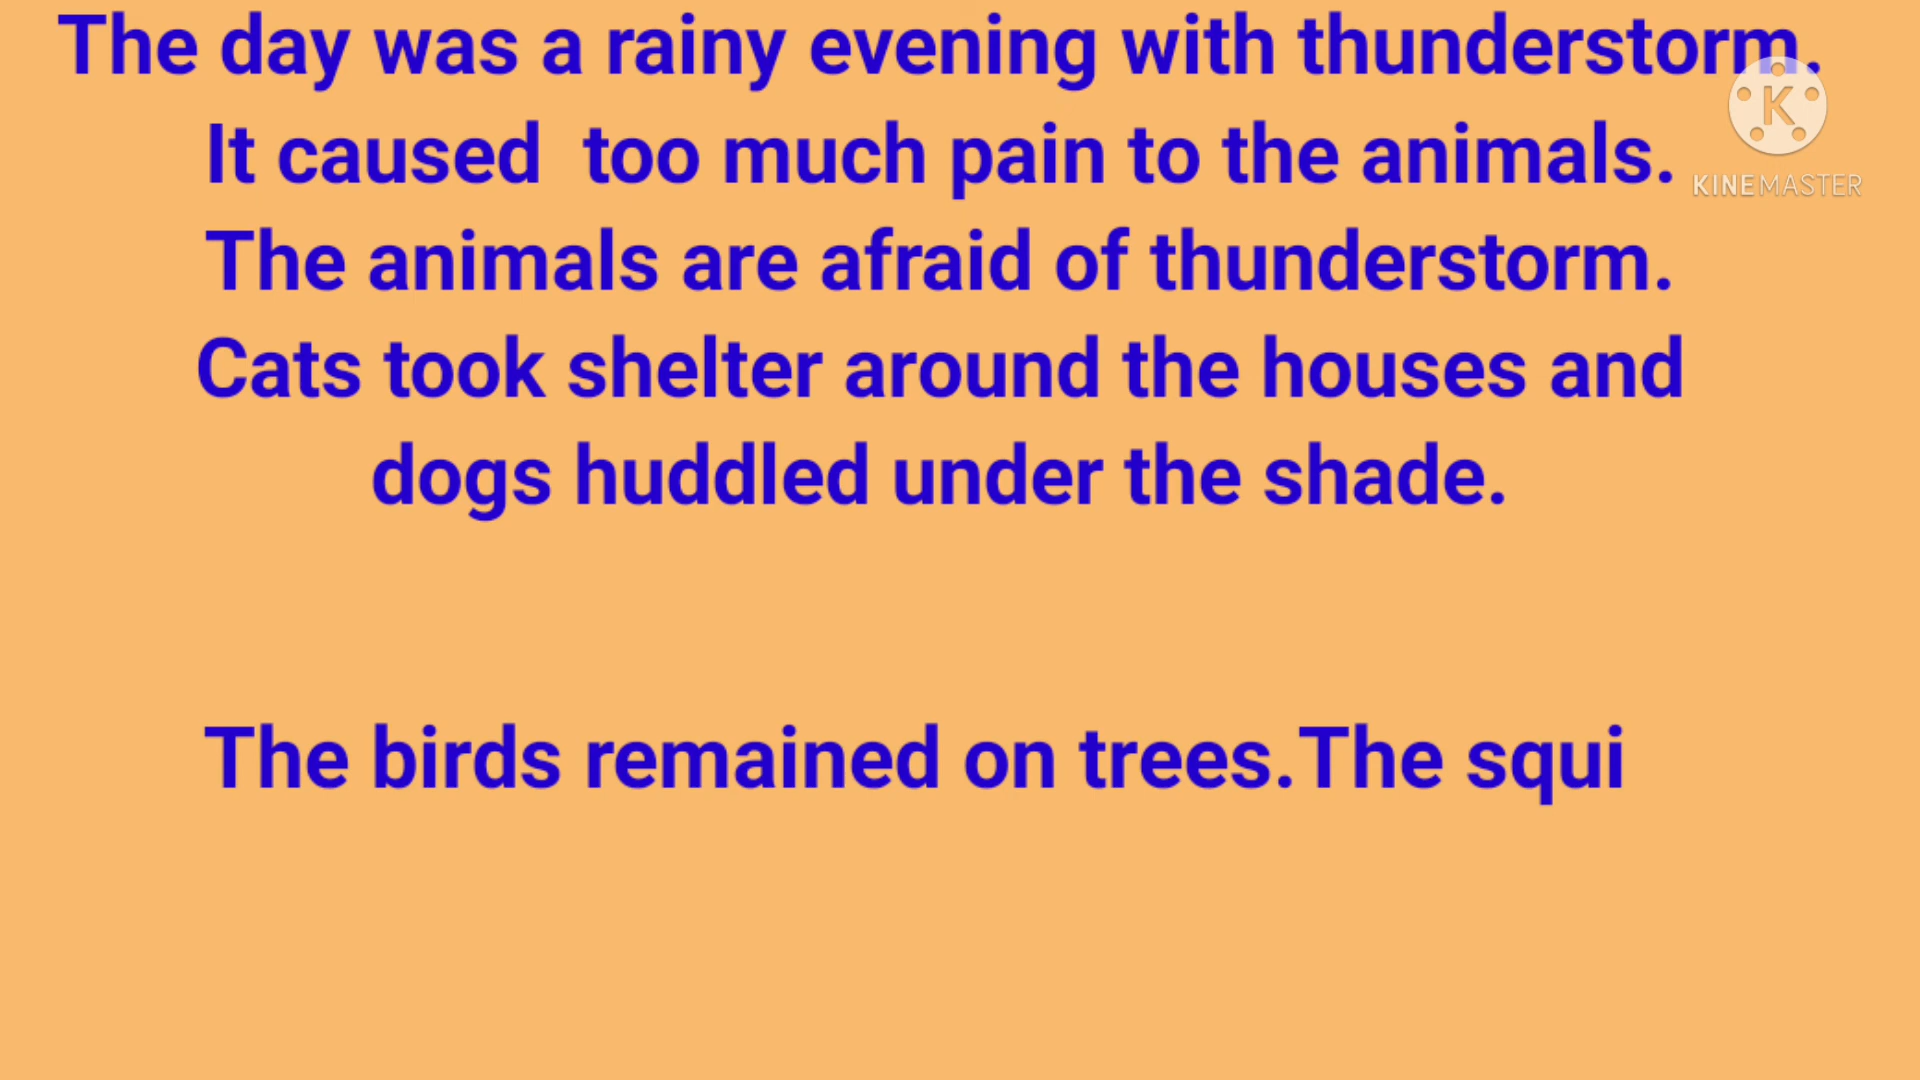 The day was a rainy evening with thunderstorm.
It caused  too much pain to the animals.
The animals are afraid of thunderstorm.
Cats took shelter around the houses and
dogs huddled under the shade.
The birds remained on trees.The squi
K
KINEMASTER